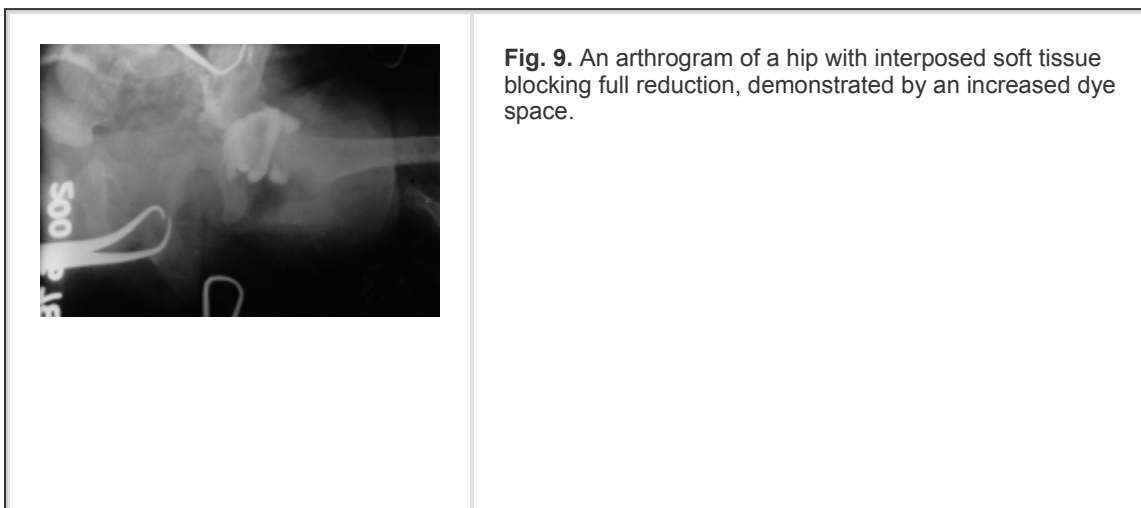 Fig. 9. An arthrogram of a hip with interposed soft tissue
blocking full reduction, demonstrated by an increased dye
space.